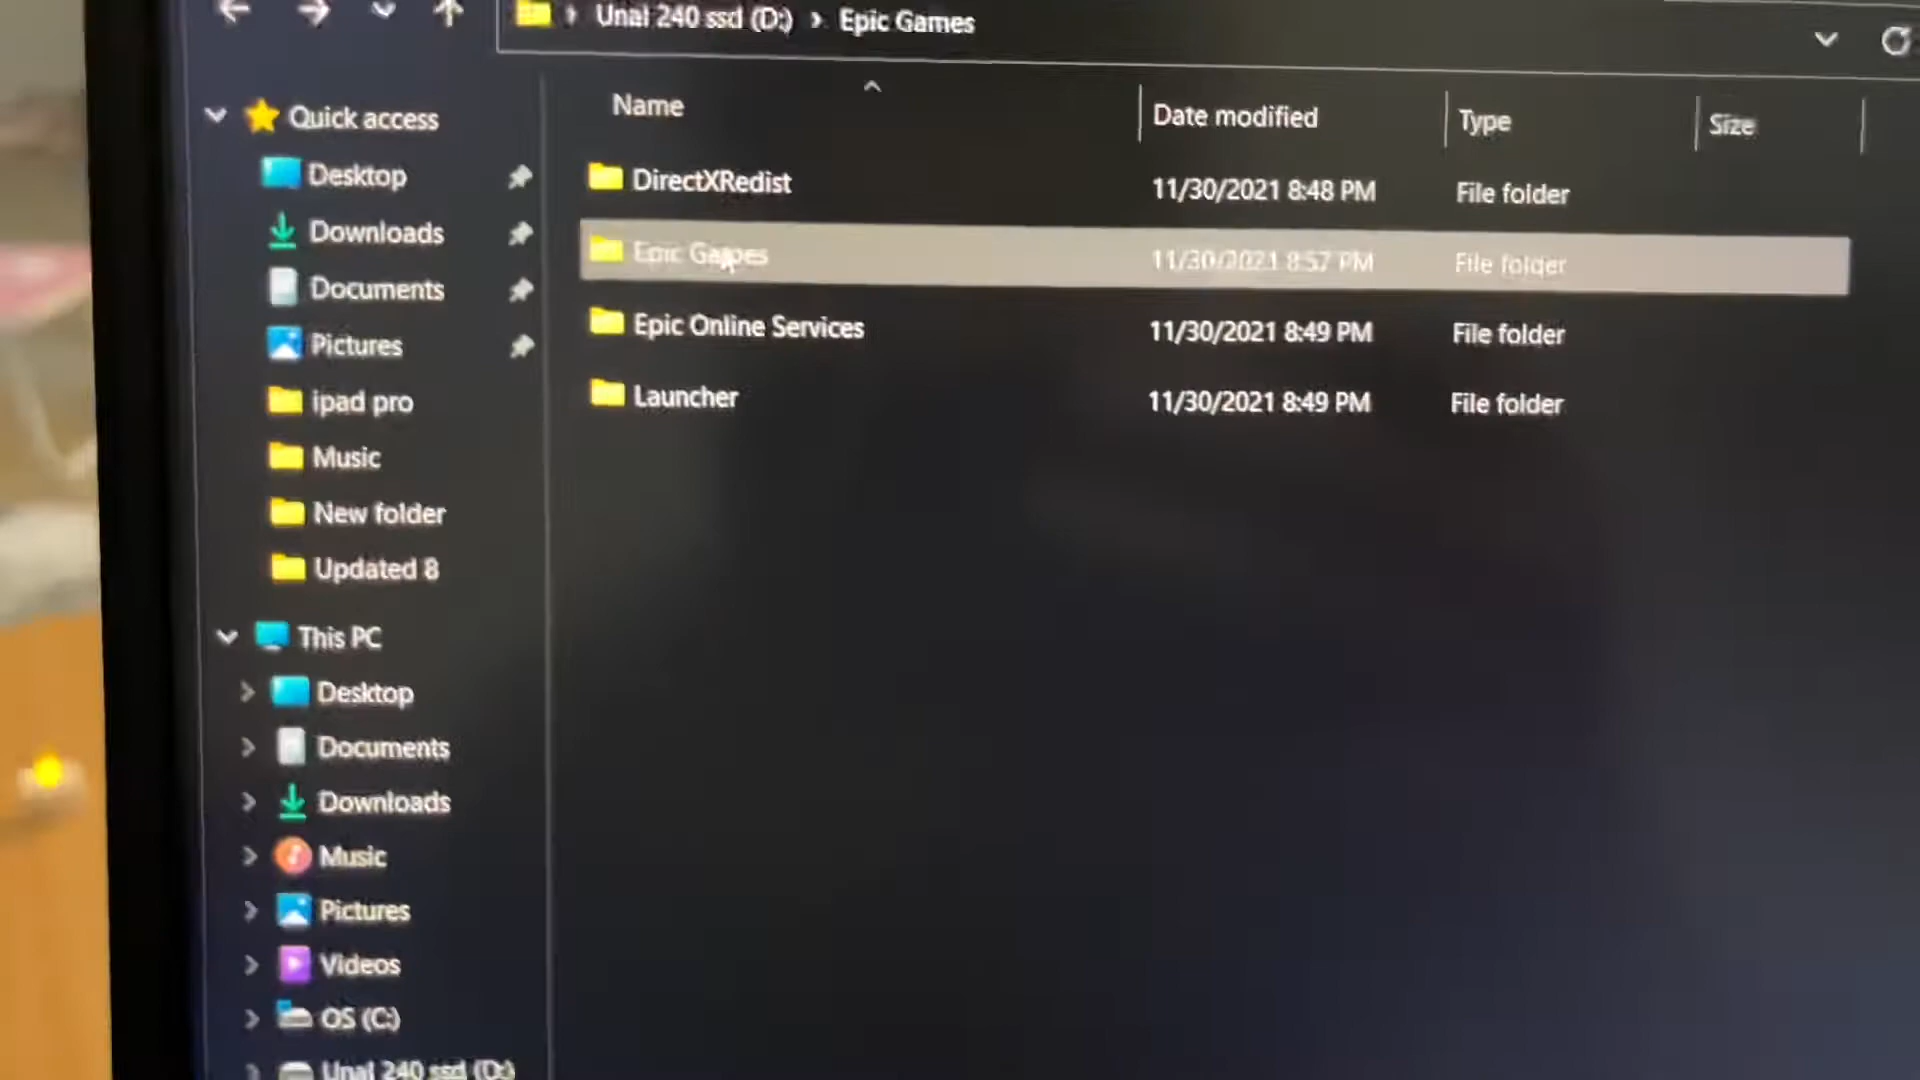 Unal 240 ssd (D:) › Epic Games
Name Date modified Type Size
DirectXRedist 11/30/2021 8:48 PM File folder
Epic Games 11/30/2021 8:57 PM File folder
Epic Online Services 11/30/2021 8:49 PM File folder
Launcher 11/30/2021 8:49 PM File folder
Quick access
Desktop
Downloads
Documents
Pictures
ipad pro
Music
New folder
Updated 8
This PC
Desktop
Documents
Downloads
Music
Pictures
Videos
OS (C:)
Unal 240 ssd (D:)